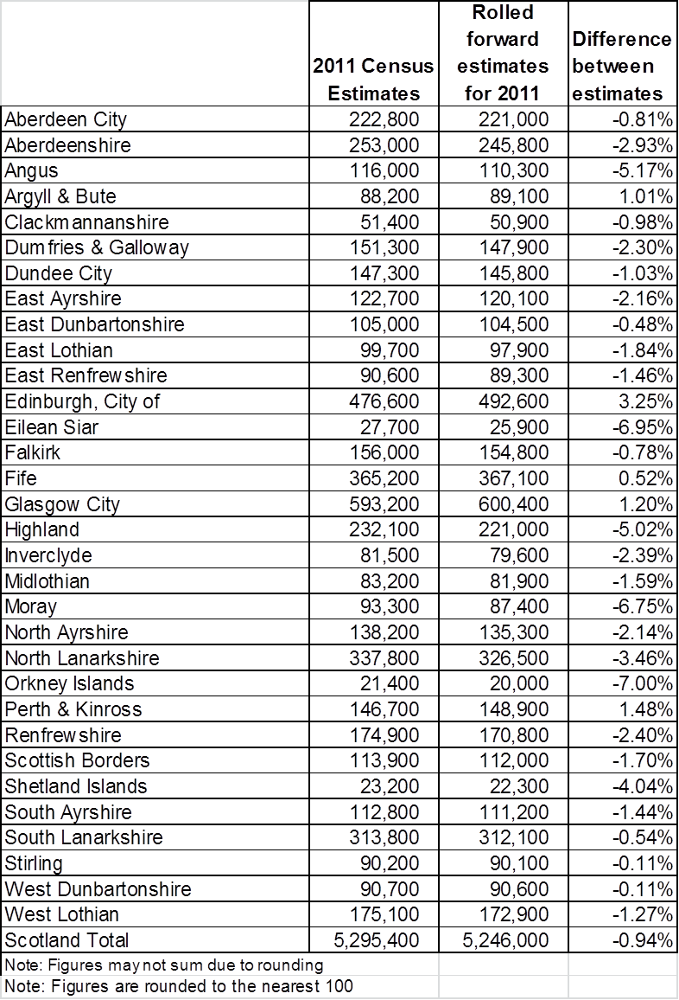 2011 Census Estimates | Rolled forward estimates for 2011 | Difference between estimates
Aberdeen City 222,800 221,000 -0.81%
Aberdeenshire 253,000 245,800 -2.93%
Angus 116,000 110,300 -5.17%
Argyll & Bute 88,200 89,100 1.01%
Clackmannanshire 51,400 50,900 -0.98%
Dumfries & Galloway 151,300 147,900 -2.30%
Dundee City 147,300 145,800 -1.03%
East Ayrshire 122,700 120,100 -2.16%
East Dunbartonshire 105,000 104,500 -0.48%
East Lothian 99,700 97,900 -1.84%
East Renfrewshire 90,600 89,300 -1.46%
Edinburgh, City of 476,600 492,600 3.25%
Eilean Siar 27,700 25,900 -6.95%
Falkirk 156,000 154,800 -0.78%
Fife 365,200 367,100 0.52%
Glasgow City 593,200 600,400 1.20%
Highland 232,100 221,000 -5.02%
Inverclyde 81,500 79,600 -2.39%
Midlothian 83,200 81,900 -1.59%
Moray 93,300 87,400 -6.75%
North Ayrshire 138,200 135,300 -2.14%
North Lanarkshire 337,800 326,500 -3.46%
Orkney Islands 21,400 20,000 -7.00%
Perth & Kinross 146,700 148,900 1.48%
Renfrewshire 174,900 170,800 -2.40%
Scottish Borders 113,900 112,000 -1.70%
Shetland Islands 23,200 22,300 -4.04%
South Ayrshire 112,800 111,200 -1.44%
South Lanarkshire 313,800 312,100 -0.54%
Stirling 90,200 90,100 -0.11%
West Dunbartonshire 90,700 90,600 -0.11%
West Lothian 175,100 172,900 -1.27%
Scotland Total 5,295,400 5,246,000 -0.94%
Note: Figures may not sum due to rounding
Note: Figures are rounded to the nearest 100